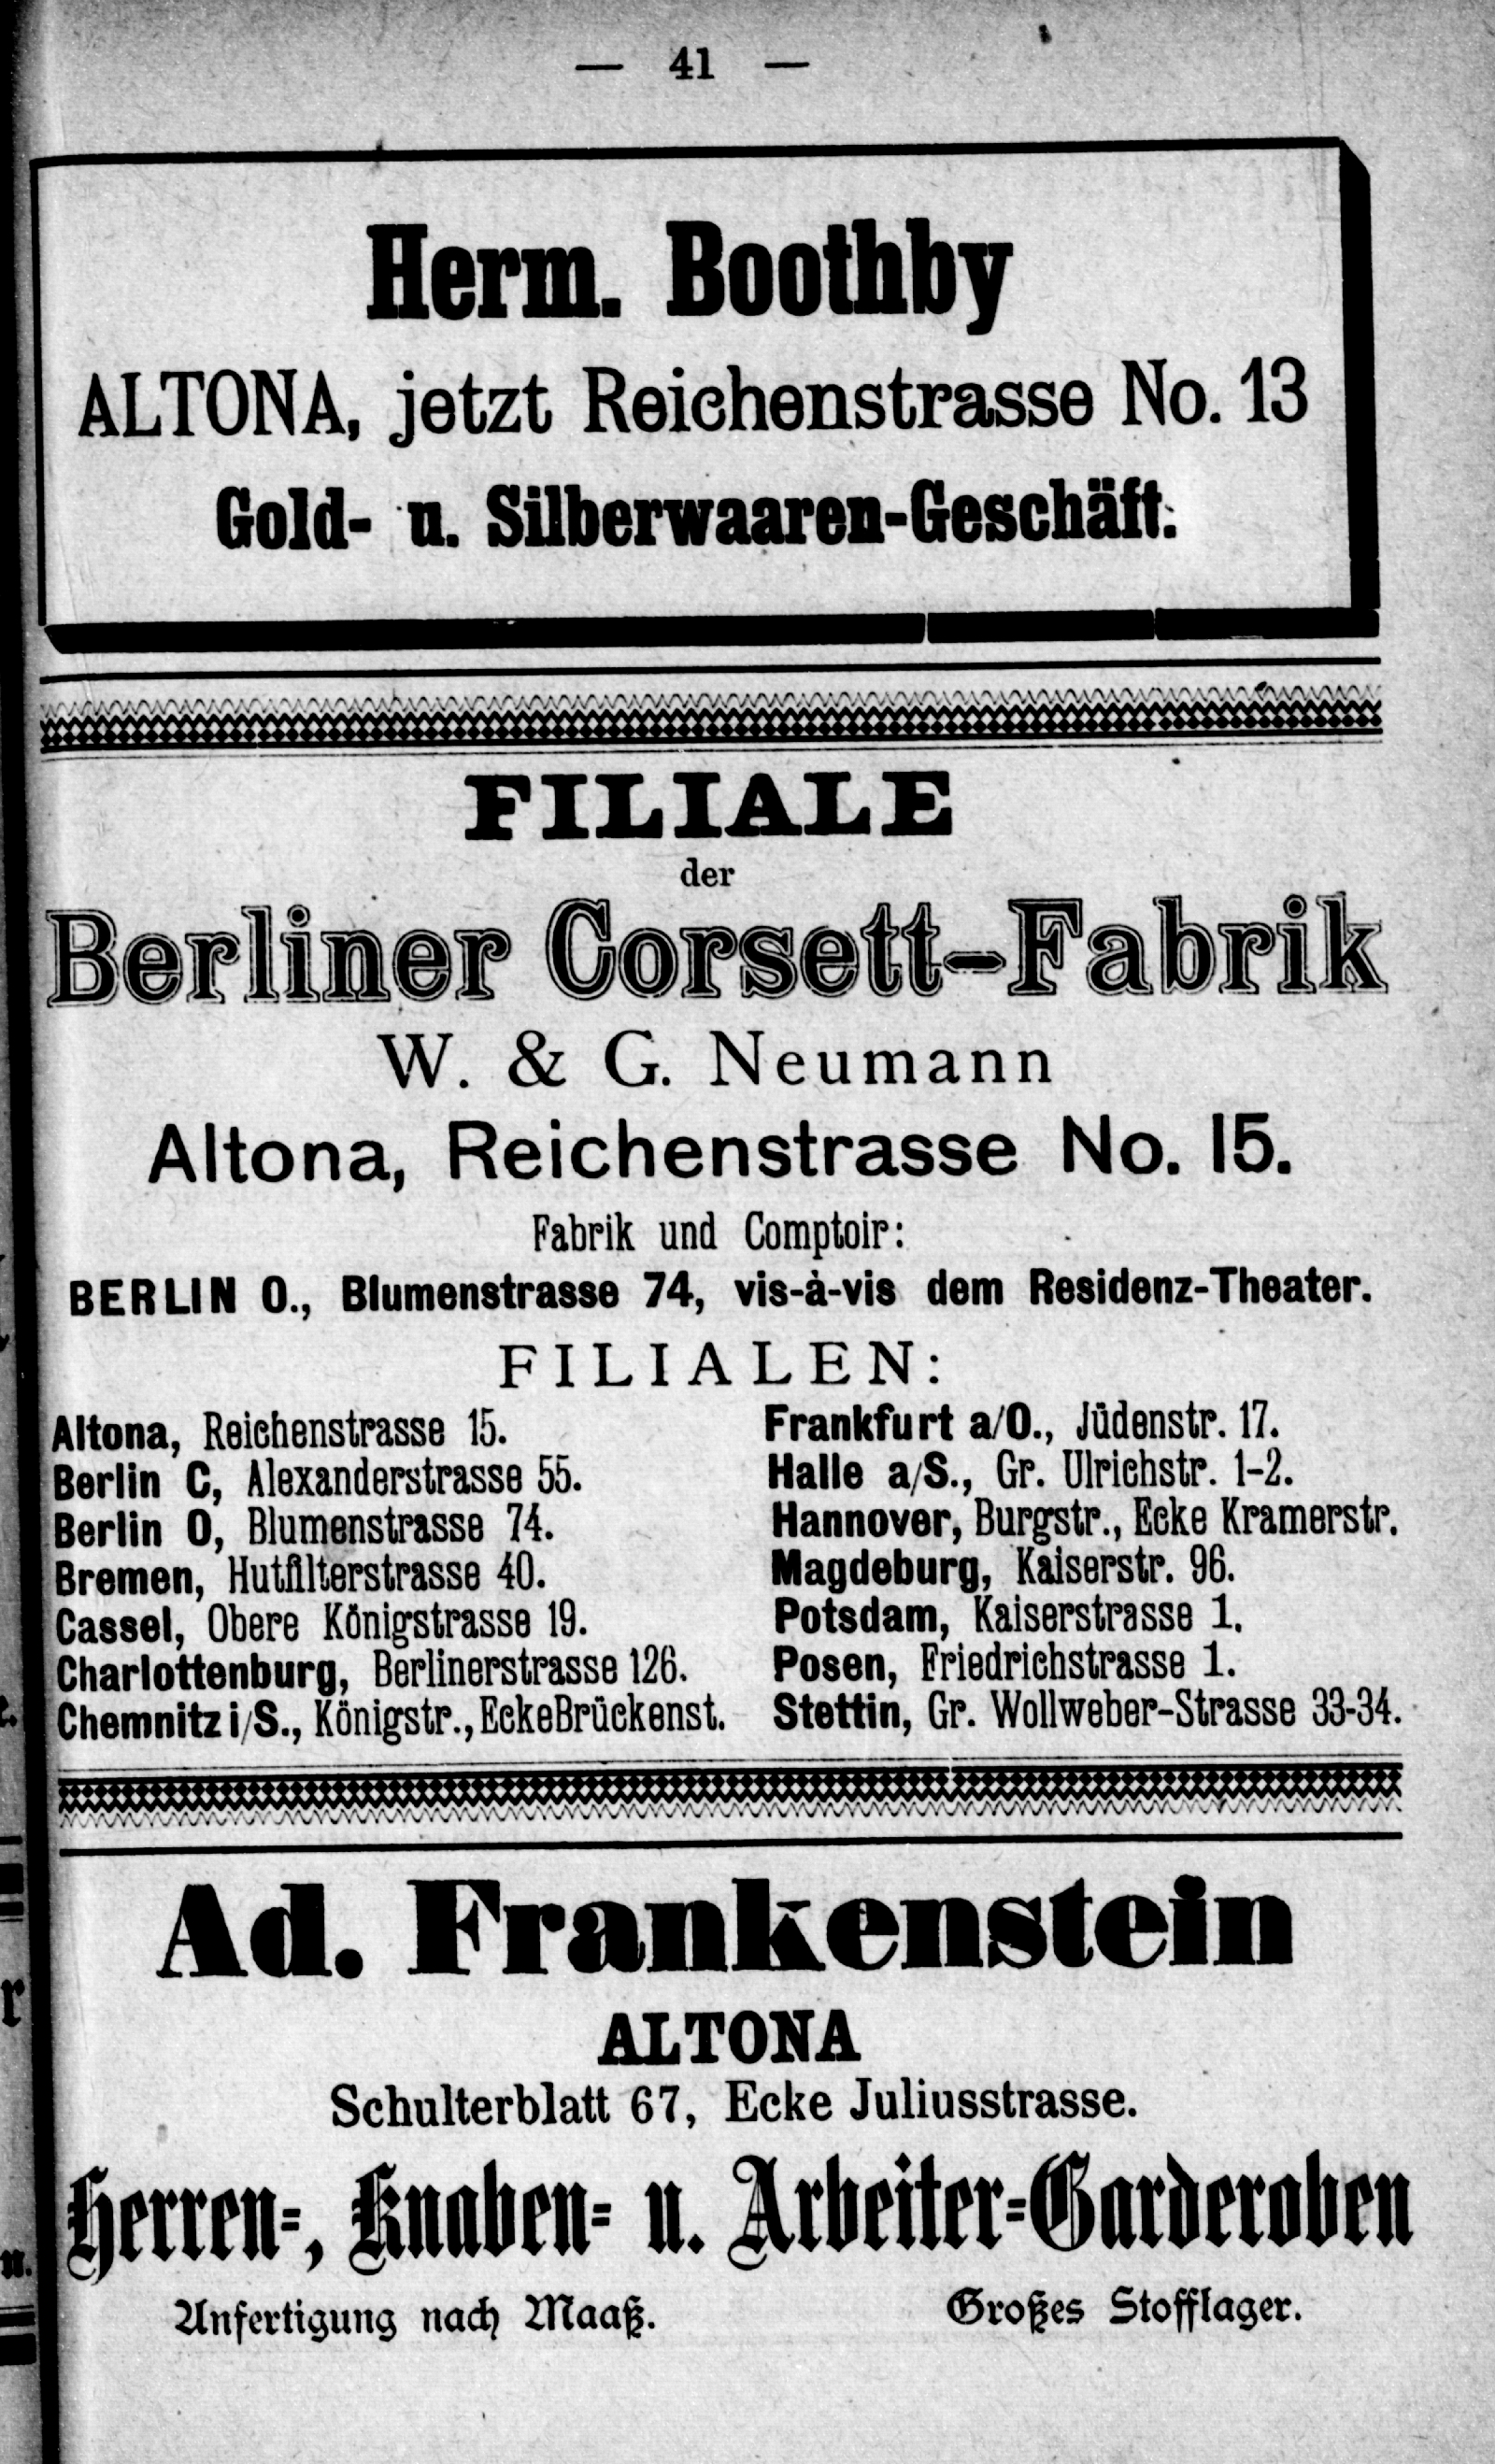 — 41 —
Herm. Boothby
ALTONA, jetzt Reichenstrasse No. 13
Gold- u. Silberwaaren-Geschäft.
FILIALE
der
Berliner Corsett-Fabrik
W. & G. Neumann
Altona, Reichenstrasse No. 15.
Fabrik und Comptoir:
BERLIN O., Blumenstrasse 74, vis-à-vis dem Residenz-Theater.
FILIALEN:
Altona, Reichenstrasse 15.
Berlin C, Alexanderstrasse 55.
Berlin O, Blumenstrasse 74.
Bremen, Hutfilterstrasse 40.
Cassel, Obere Königstrasse 19.
Charlottenburg, Berlinerstrasse 126.
Chemnitz i/S., Königstr., Ecke Brückenst.
Frankfurt a/O., Jüdenstr. 17.
Halle a/S., Gr. Ulrichstr. 1-2.
Hannover, Burgstr., Ecke Kramerstr.
Magdeburg, Kaiserstr. 96.
Potsdam, Kaiserstrasse 1.
Posen, Friedrichstrasse 1.
Stettin, Gr. Wollweber-Strasse 33-34.
Ad. Frankenstein
ALTONA
Schulterblatt 67, Ecke Juliusstrasse.
Herren-, Knaben- u. Arbeiter-Garderoben
Anfertigung nach Maaß.
Großes Stofflager.